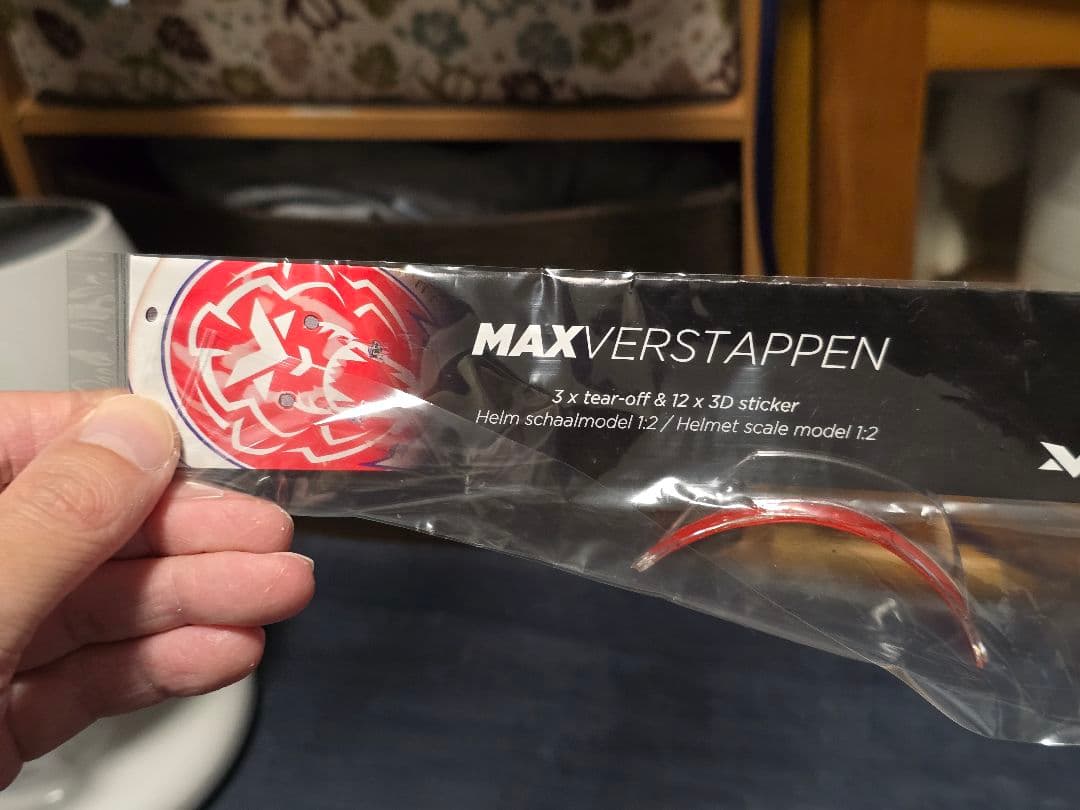 MAXVERSTAPPEN
3 x tear-off & 12 x 3D sticker
Helm schaalmodel 1:2 / Helmet scale model 1:2